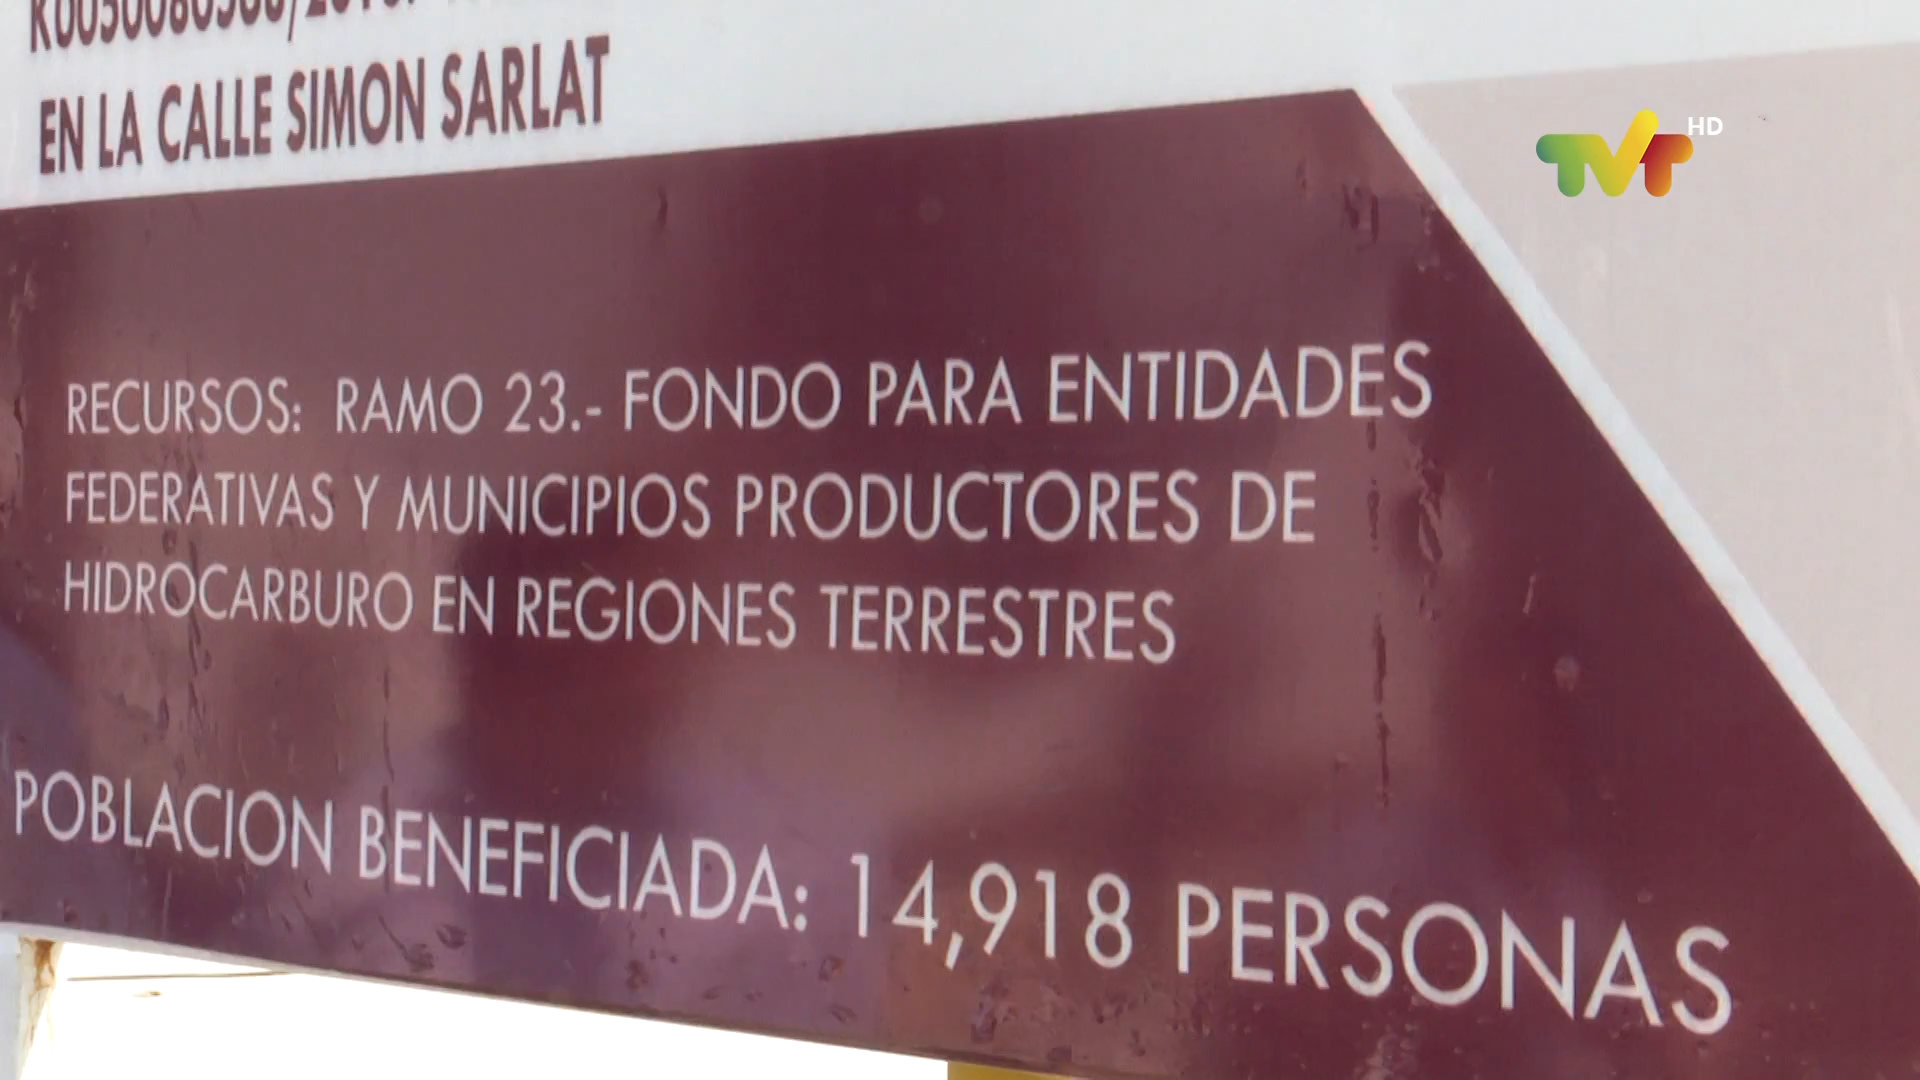 EN LA CALLE SIMON SARLAT
TVT HD
RECURSOS: RAMO 23.- FONDO PARA ENTIDADES
FEDERATIVAS Y MUNICIPIOS PRODUCTORES DE
HIDROCARBURO EN REGIONES TERRESTRES
POBLACION BENEFICIADA: 14,918 PERSONAS